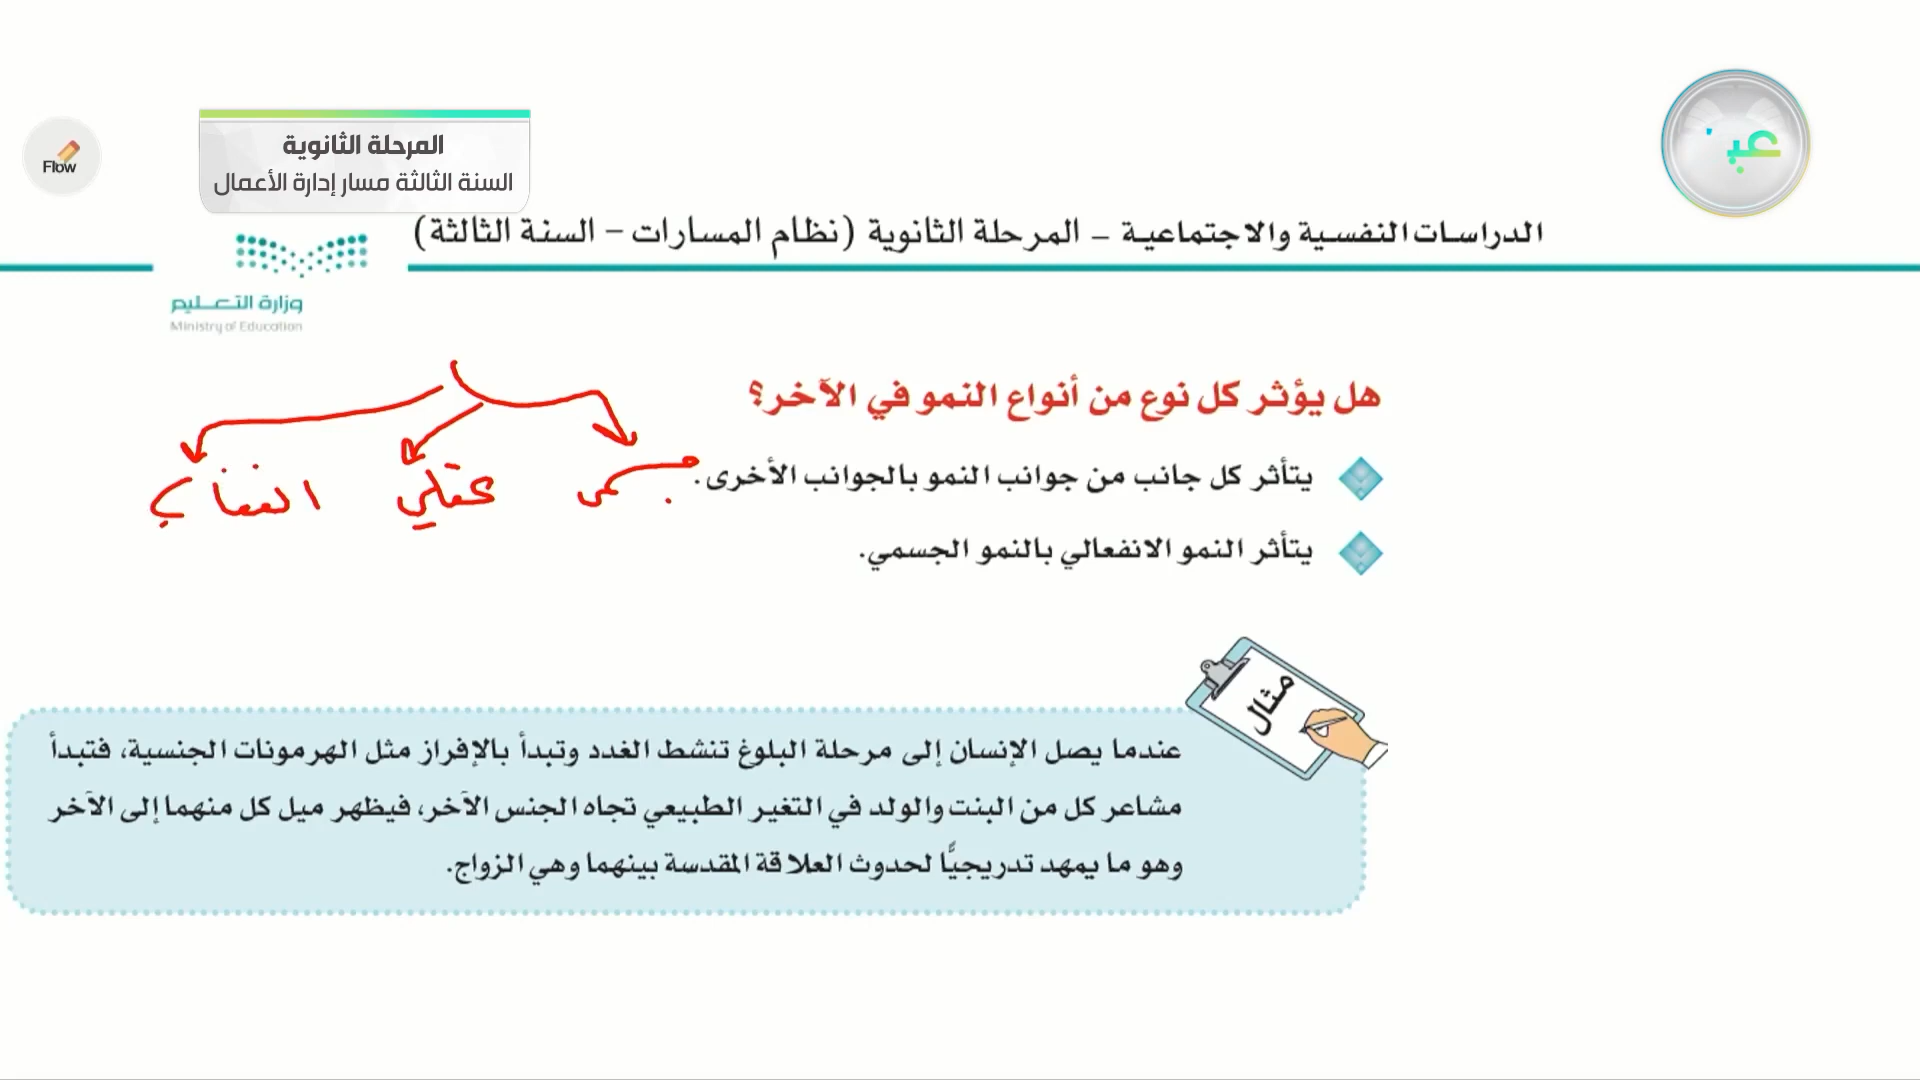 المرحلة الثانوية
السنة الثالثة مسار إدارة الأعمال
Flow
عين
الدراسات النفسية والاجتماعية – المرحلة الثانوية (نظام المسارات – السنة الثالثة)
وزارة التعليم
Ministry of Education
هل يؤثر كل نوع من أنواع النمو في الآخر؟
يتأثر كل جانب من جوانب النمو بالجوانب الأخرى.
جسمي عقلي انفعالي
يتأثر النمو الانفعالي بالنمو الجسمي.
مثال
عندما يصل الإنسان إلى مرحلة البلوغ تنشط الغدد وتبدأ بالإفراز مثل الهرمونات الجنسية، فتبدأ
مشاعر كل من البنت والولد في التغير الطبيعي تجاه الجنس الآخر، فيظهر ميل كل منهما إلى الآخر
وهو ما يمهد تدريجيًّا لحدوث العلاقة المقدسة بينهما وهي الزواج.